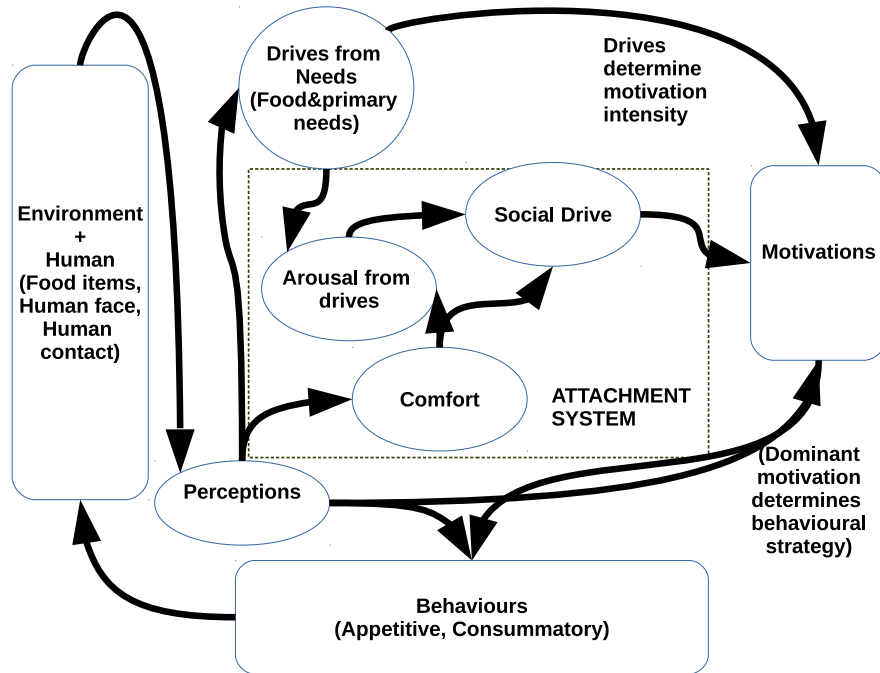 Drives from
Needs
(Food&primary
needs)
Drives
determine
motivation
intensity
Environment
+
Human
(Food items,
Human face,
Human
contact)
Social Drive
Motivations
Arousal from
drives
Comfort
ATTACHMENT
SYSTEM
Perceptions
(Dominant
motivation
determines
behavioural
strategy)
Behaviours
(Appetitive, Consummatory)